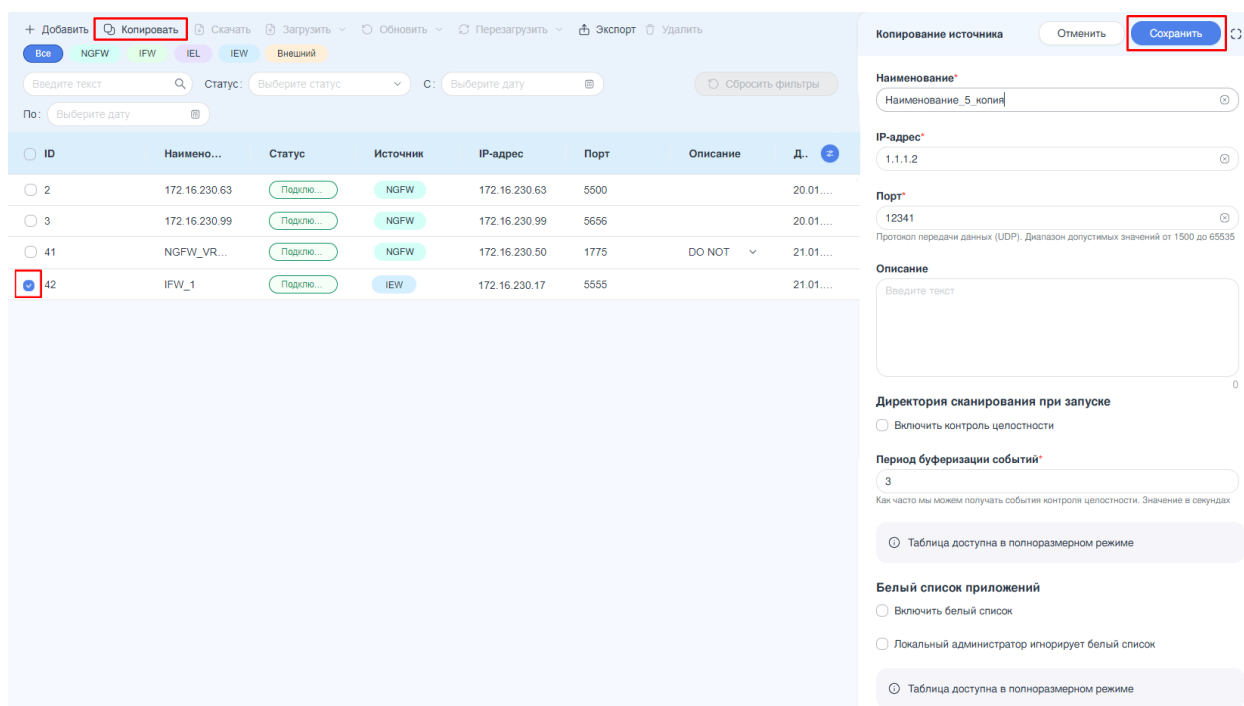 Добавить Копировать Скачать Загрузить Обновить Перезагрузить Экспорт Удалить
Все NGFW IFW IEL IEW Внешний
Введите текст Статус: Выберите статус С: Выберите дату Сбросить фильтры
По: Выберите дату
ID Наимено... Статус Источник IP-адрес Порт Описание Д..
2 172.16.230.63 Подклю... NGFW 172.16.230.63 5500 20.01....
3 172.16.230.99 Подклю... NGFW 172.16.230.99 5656 20.01....
41 NGFW_VR... Подклю... NGFW 172.16.230.50 1775 DO NOT 21.01....
42 IFW_1 Подклю... IEW 172.16.230.17 5555 21.01....
Копирование источника Отменить Сохранить
Наименование*
Наименование_5_копия
IP-адрес*
1.1.1.2
Порт*
12341
Протокол передачи данных (UDP). Диапазон допустимых значений от 1500 до 65535
Описание
Введите текст
0
Директория сканирования при запуске
Включить контроль целостности
Период буферизации событий*
3
Как часто мы можем получать события контроля целостности. Значение в секундах
Таблица доступна в полноразмерном режиме
Белый список приложений
Включить белый список
Локальный администратор игнорирует белый список
Таблица доступна в полноразмерном режиме